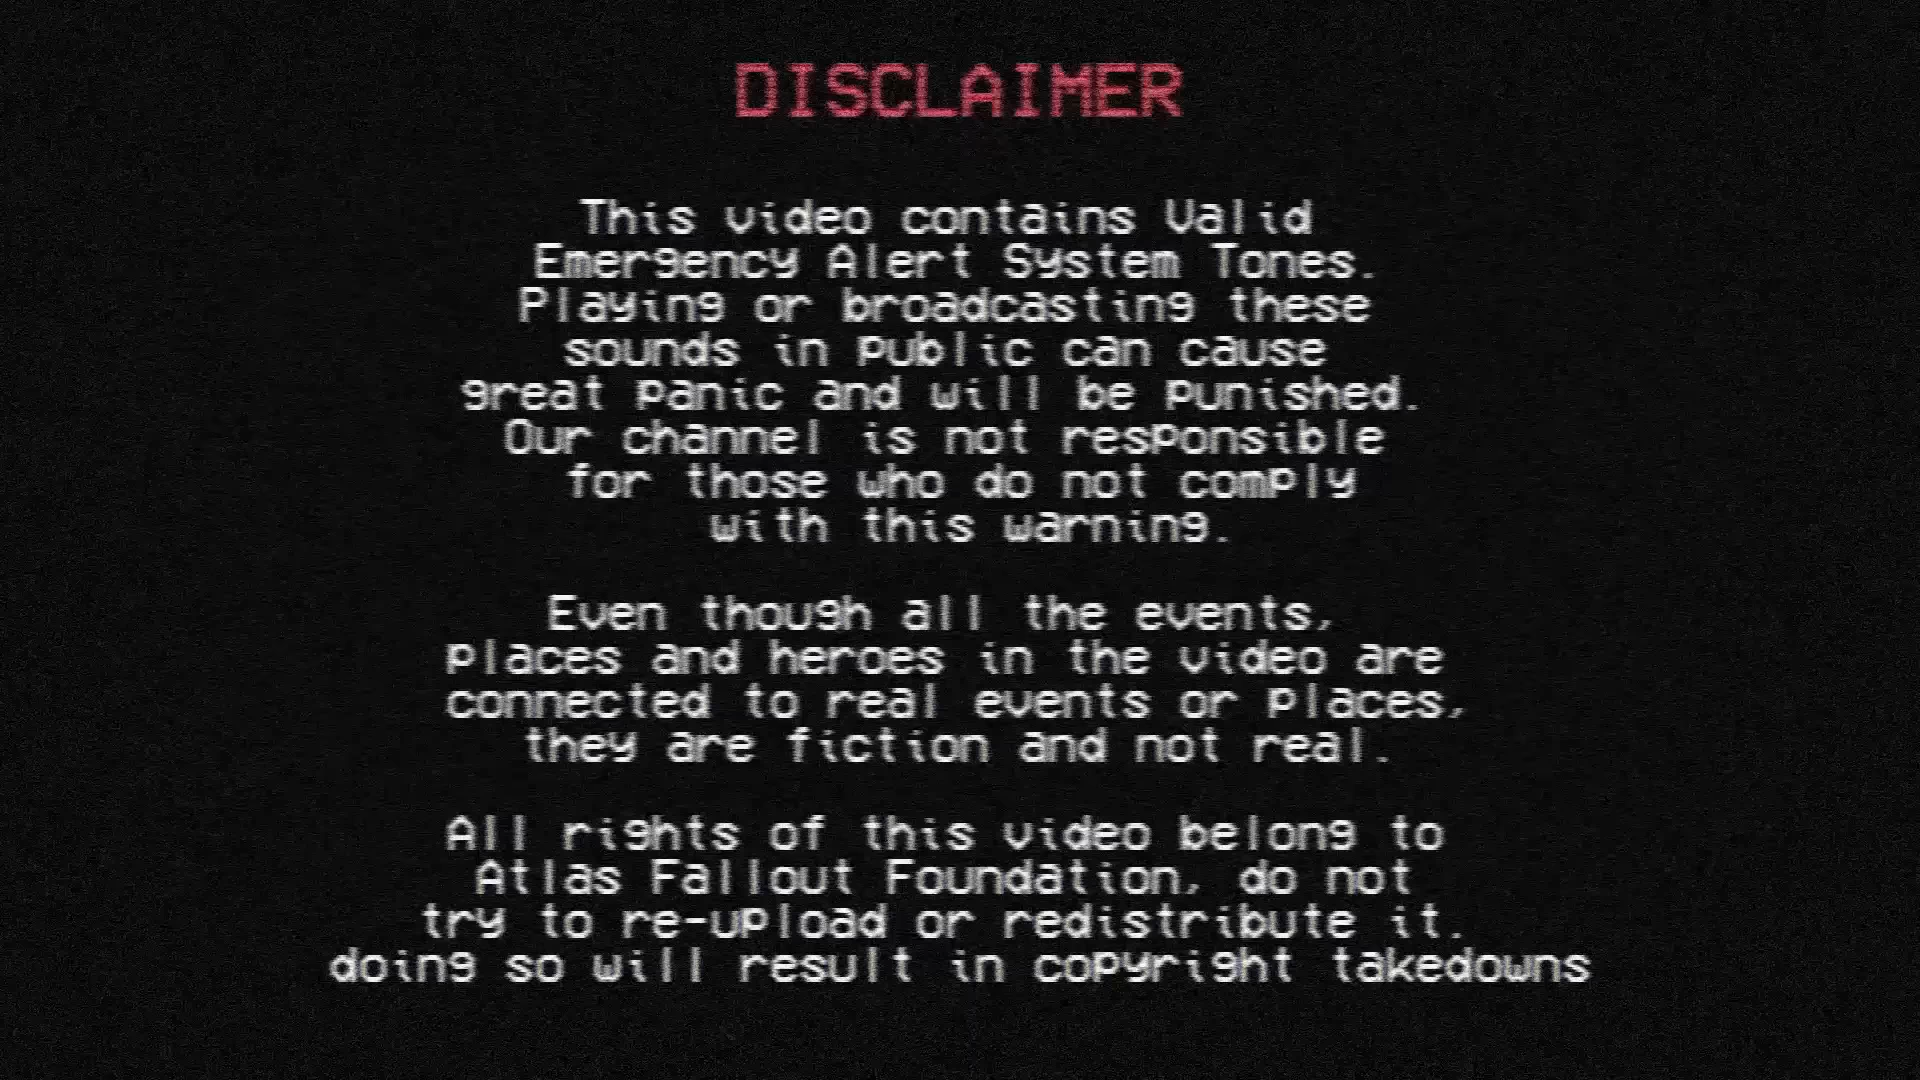 DISCLAIMER
This video contains Valid
Emergency Alert System Tones.
Playing or broadcasting these
sounds in public can cause
great panic and will be punished.
Our channel is not responsible
for those who do not comply
with this warning.
Even though all the events,
places and heroes in the video are
connected to real events or places,
they are fiction and not real.
All rights of this video belong to
Atlas Fallout Foundation, do not
try to re-upload or redistribute it.
doing so will result in copyright takedowns